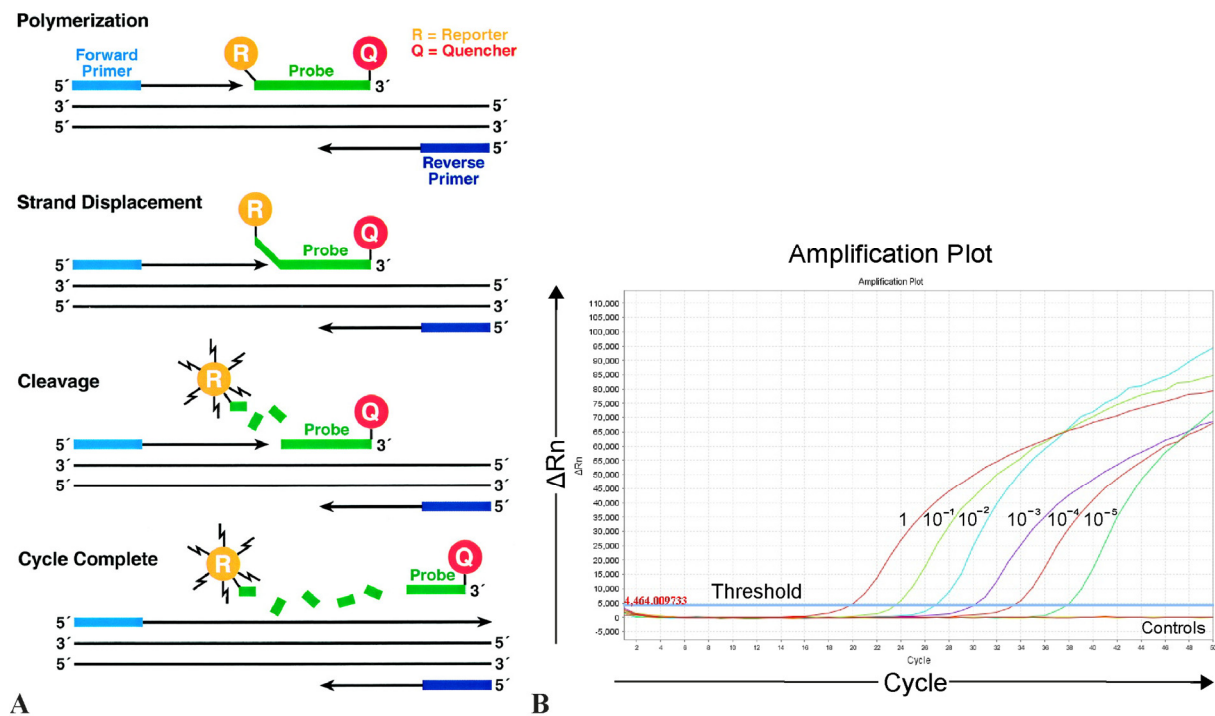 Polymerization
R = Reporter
Q = Quencher
Forward
Primer
R
Q
Probe
5´
3´
3´
5´
5´
3´
5´
Reverse
Primer
Strand Displacement
R
Q
Probe
5´
3´
3´
5´
5´
3´
5´
Cleavage
R
Q
Probe
5´
3´
3´
5´
5´
3´
5´
Cycle Complete
R
Q
Probe
3´
5´
3´
5´
5´
3´
5´
A
Amplification Plot
Amplification Plot
110,000
105,000
100,000
95,000
90,000
85,000
80,000
75,000
70,000
65,000
60,000
55,000
50,000
45,000
40,000
35,000
30,000
25,000
20,000
15,000
10,000
5,000
0
-5,000
ΔRn
ΔRn
1 10⁻¹ 10⁻² 10⁻³ 10⁻⁴ 10⁻⁵
Threshold
4,464.009733
Controls
2 4 6 8 10 12 14 16 18 20 22 24 26 28 30 32 34 36 38 40 42 44 46 48
Cycle
Cycle
B